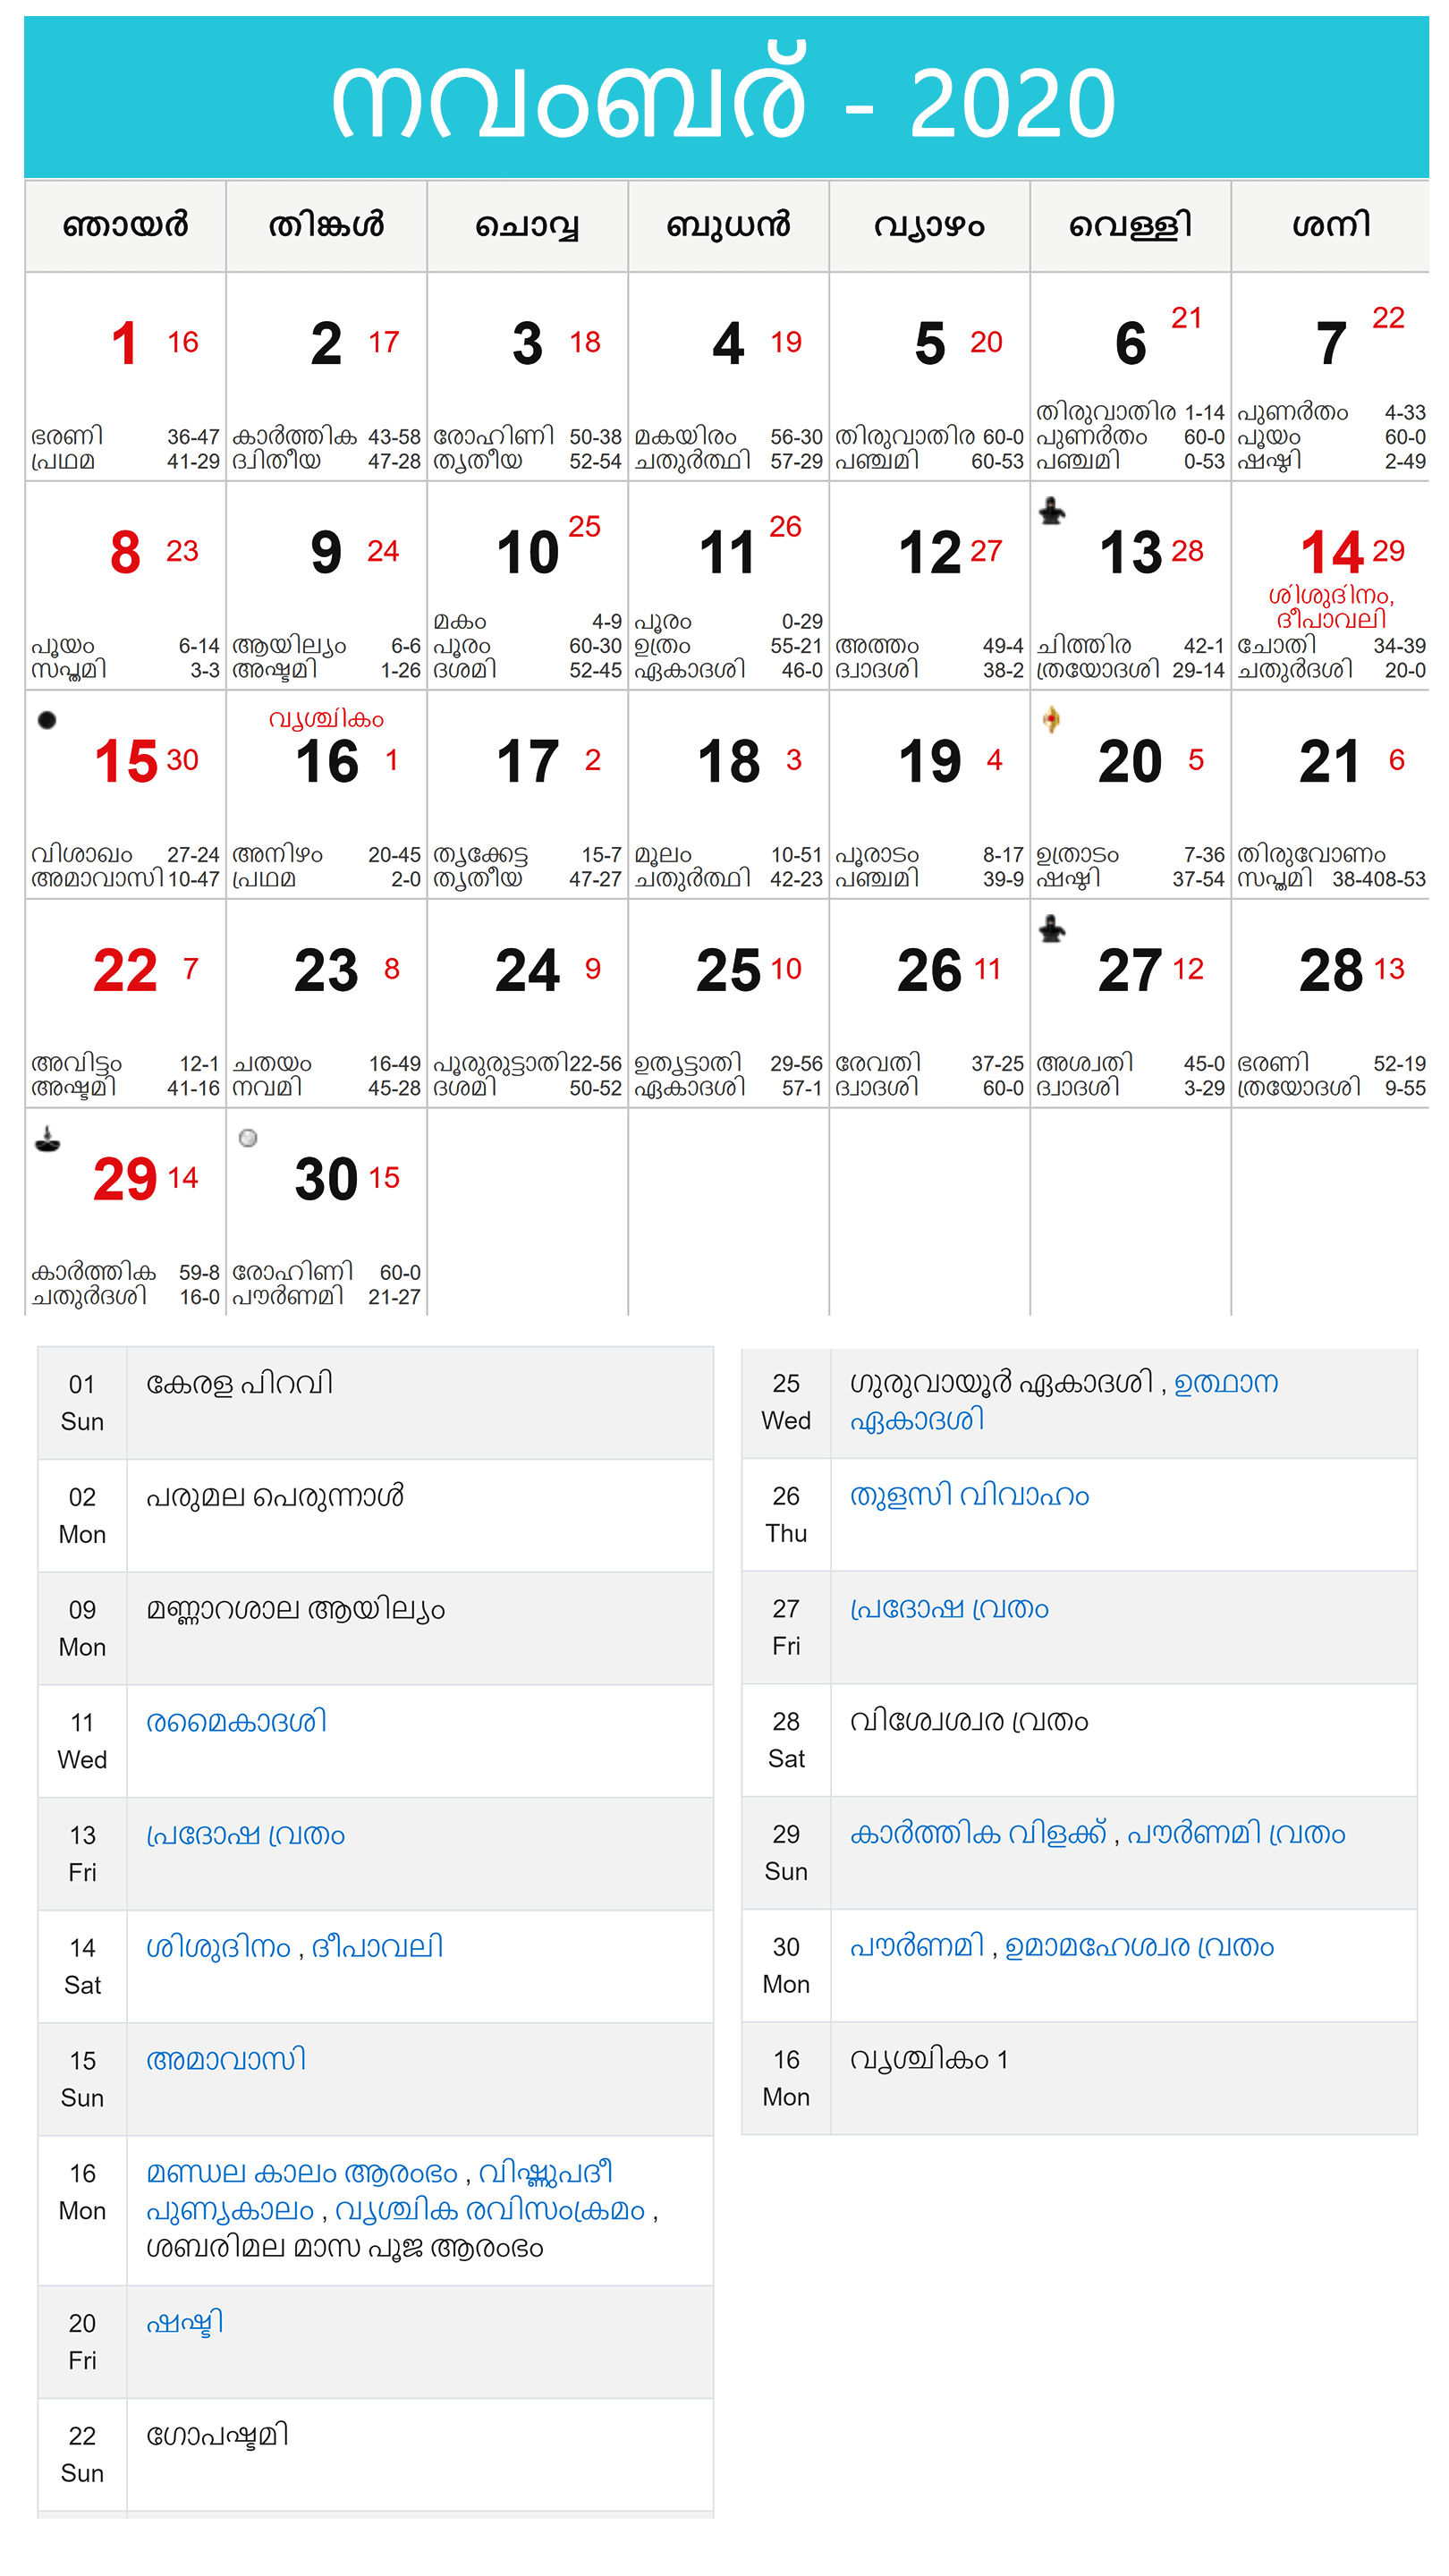 നവംബര് - 2020
ഞായർ തിങ്കൾ ചൊവ്വ ബുധൻ വ്യാഴം വെള്ളി ശനി
1 16 2 17 3 18 4 19 5 20 6 21 7 22
തിരുവാതിര 1-14 പുണർതം 4-33
ഭരണി 36-47 കാർത്തിക 43-58 രോഹിണി 50-38 മകയിരം 56-30 തിരുവാതിര 60-0 പുണർതം 60-0 പൂയം 60-0
പ്രഥമ 41-29 ദ്വിതീയ 47-28 തൃതീയ 52-54 ചതുർത്ഥി 57-29 പഞ്ചമി 60-53 പഞ്ചമി 0-53 ഷഷ്ഠി 2-49
8 23 9 24 10 25 11 26 12 27 13 28 14 29
ശിശുദിനം,
മകം 4-9 പൂരം 0-29 ദീപാവലി
പൂയം 6-14 ആയില്യം 6-6 പൂരം 60-30 ഉത്രം 55-21 അത്തം 49-4 ചിത്തിര 42-1 ചോതി 34-39
സപ്തമി 3-3 അഷ്ടമി 1-26 ദശമി 52-45 ഏകാദശി 46-0 ദ്വാദശി 38-2 ത്രയോദശി 29-14 ചതുർദശി 20-0
വൃശ്ചികം
15 30 16 1 17 2 18 3 19 4 20 5 21 6
വിശാഖം 27-24 അനിഴം 20-45 തൃക്കേട്ട 15-7 മൂലം 10-51 പൂരാടം 8-17 ഉത്രാടം 7-36 തിരുവോണം
അമാവാസി 10-47 പ്രഥമ 2-0 തൃതീയ 47-27 ചതുർത്ഥി 42-23 പഞ്ചമി 39-9 ഷഷ്ഠി 37-54 സപ്തമി 38-408-53
22 7 23 8 24 9 25 10 26 11 27 12 28 13
അവിട്ടം 12-1 ചതയം 16-49 പൂരുരുട്ടാതി 22-56 ഉതൃട്ടാതി 29-56 രേവതി 37-25 അശ്വതി 45-0 ഭരണി 52-19
അഷ്ടമി 41-16 നവമി 45-28 ദശമി 50-52 ഏകാദശി 57-1 ദ്വാദശി 60-0 ദ്വാദശി 3-29 ത്രയോദശി 9-55
29 14 30 15
കാർത്തിക 59-8 രോഹിണി 60-0
ചതുർദശി 16-0 പൗർണമി 21-27
01 കേരള പിറവി
Sun
02 പരുമല പെരുന്നാൾ
Mon
09 മണ്ണാറശാല ആയില്യം
Mon
11 രമൈകാദശി
Wed
13 പ്രദോഷ വ്രതം
Fri
14 ശിശുദിനം , ദീപാവലി
Sat
15 അമാവാസി
Sun
16 മണ്ഡല കാലം ആരംഭം , വിഷ്ണുപദീ
Mon പുണ്യകാലം , വൃശ്ചിക രവിസംക്രമം ,
ശബരിമല മാസ പൂജ ആരംഭം
20 ഷഷ്ടി
Fri
22 ഗോപഷ്ടമി
Sun
25 ഗുരുവായൂർ ഏകാദശി , ഉത്ഥാന
Wed ഏകാദശി
26 തുളസി വിവാഹം
Thu
27 പ്രദോഷ വ്രതം
Fri
28 വിശ്വേശ്വര വ്രതം
Sat
29 കാർത്തിക വിളക്ക് , പൗർണമി വ്രതം
Sun
30 പൗർണമി , ഉമാമഹേശ്വര വ്രതം
Mon
16 വൃശ്ചികം 1
Mon